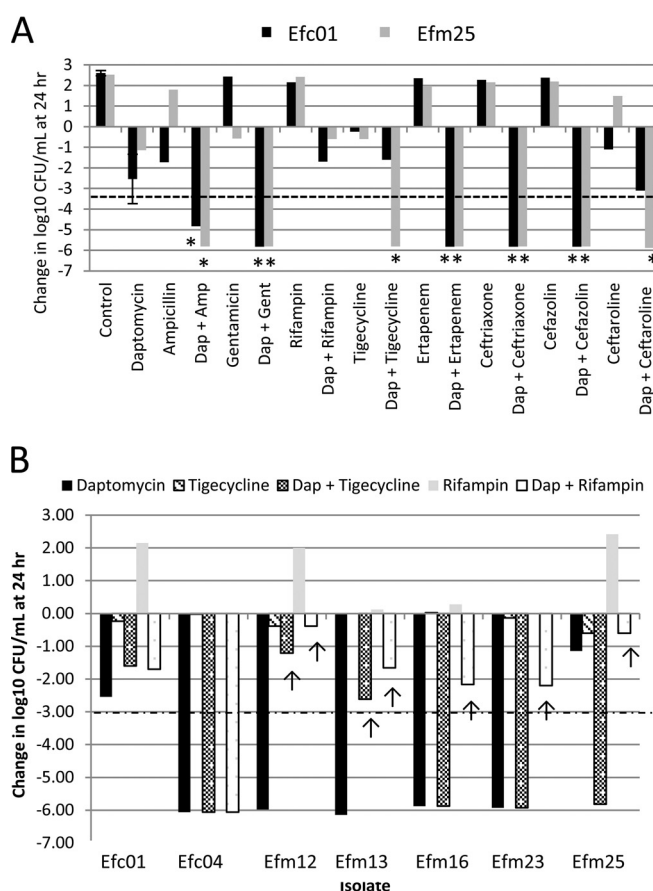 A
Efc01 Efm25
Change in log10 CFU/mL at 24 hr
3
2
1
0
-1
-2
-3
-4
-5
-6
-7
* * ** * ** ** ** *
Control
Daptomycin
Ampicillin
Dap + Amp
Gentamicin
Dap + Gent
Rifampin
Dap + Rifampin
Tigecycline
Dap + Tigecycline
Ertapenem
Dap + Ertapenem
Ceftriaxone
Dap + Ceftriaxone
Cefazolin
Dap + Cefazolin
Ceftaroline
Dap + Ceftaroline
B
Daptomycin Tigecycline Dap + Tigecycline Rifampin Dap + Rifampin
Change in log10 CFU/mL at 24 hr
3.00
2.00
1.00
0.00
-1.00
-2.00
-3.00
-4.00
-5.00
-6.00
-7.00
Efc01 Efc04 Efm12 Efm13 Efm16 Efm23 Efm25
Isolate